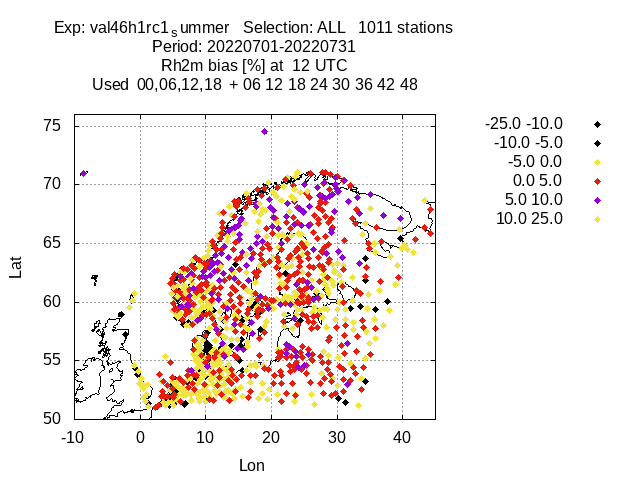 Exp: val46h1rc1summer Selection: ALL 1011 stations
Period: 20220701-20220731
Rh2m bias [%] at 12 UTC
Used 00,06,12,18 + 06 12 18 24 30 36 42 48
-25.0 -10.0
-10.0 -5.0
-5.0 0.0
0.0 5.0
5.0 10.0
10.0 25.0
75
70
65
60
55
50
Lat
-10 0 10 20 30 40
Lon